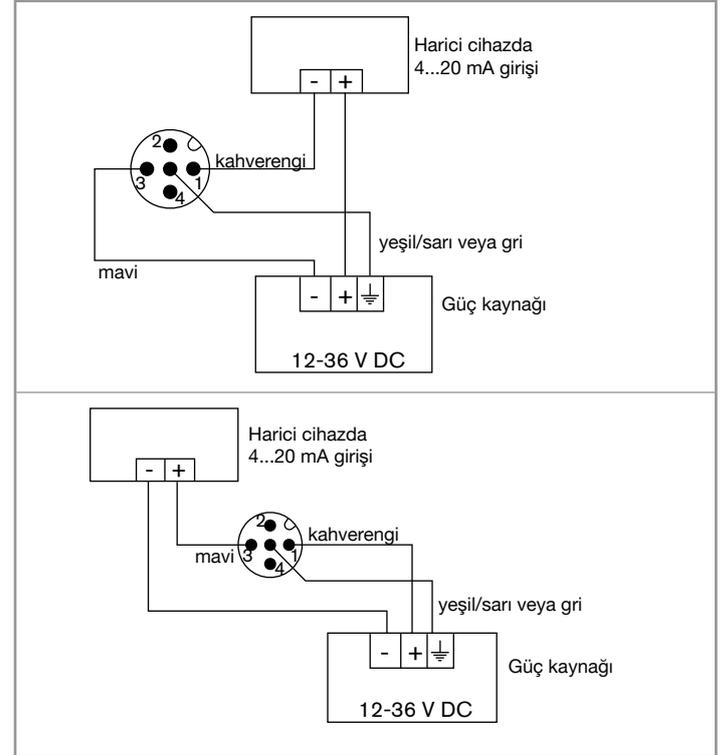 Harici cihazda
4...20 mA girişi
- +
2
kahverengi
3
1
4
yeşil/sarı veya gri
mavi
- +
Güç kaynağı
12-36 V DC
Harici cihazda
4...20 mA girişi
- +
2
kahverengi
mavi
3
1
4
yeşil/sarı veya gri
- +
Güç kaynağı
12-36 V DC